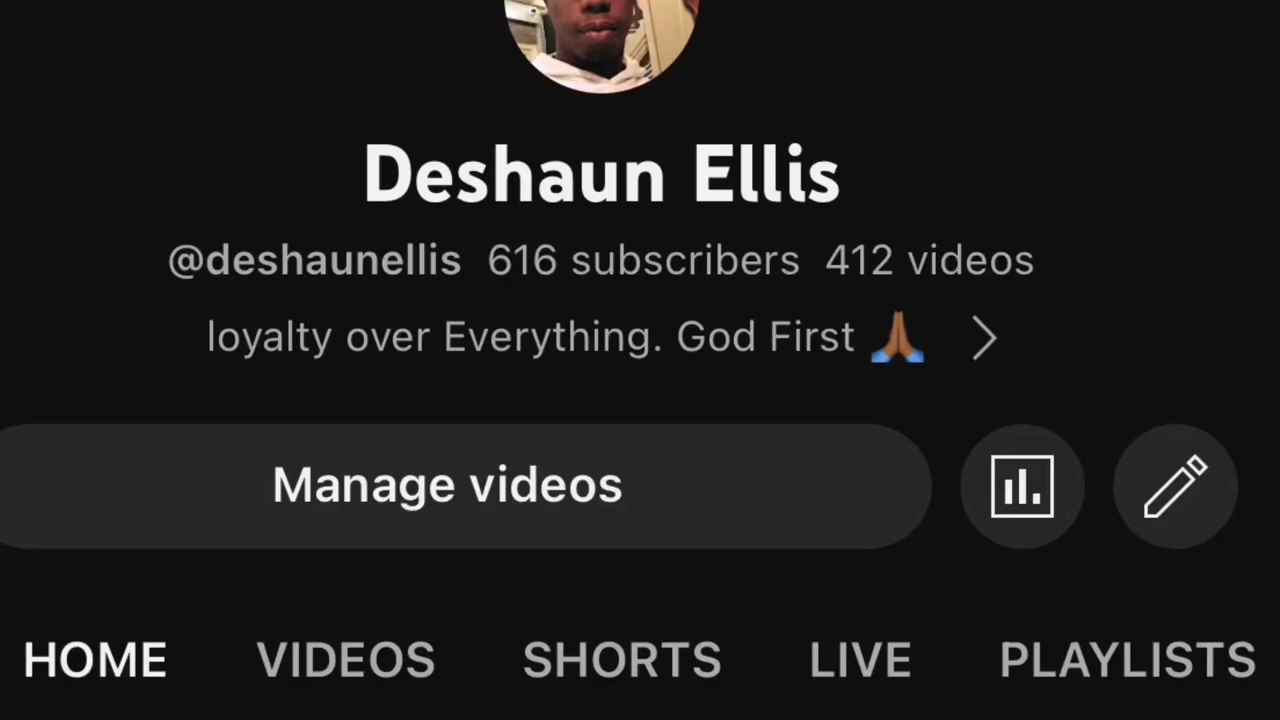 Deshaun Ellis
@deshaunellis 616 subscribers 412 videos
loyalty over Everything. God First 🙏🏾
Manage videos
HOME VIDEOS SHORTS LIVE PLAYLISTS